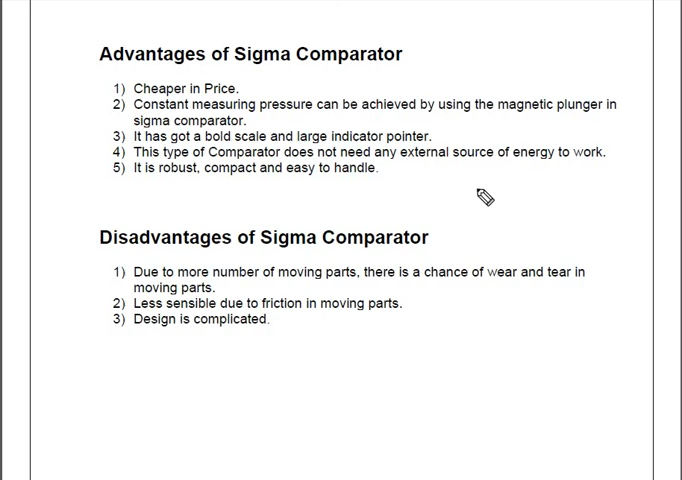 Advantages of Sigma Comparator
1) Cheaper in Price.
2) Constant measuring pressure can be achieved by using the magnetic plunger in
sigma comparator.
3) It has got a bold scale and large indicator pointer.
4) This type of Comparator does not need any external source of energy to work.
5) It is robust, compact and easy to handle.
Disadvantages of Sigma Comparator
1) Due to more number of moving parts, there is a chance of wear and tear in
moving parts.
2) Less sensible due to friction in moving parts.
3) Design is complicated.